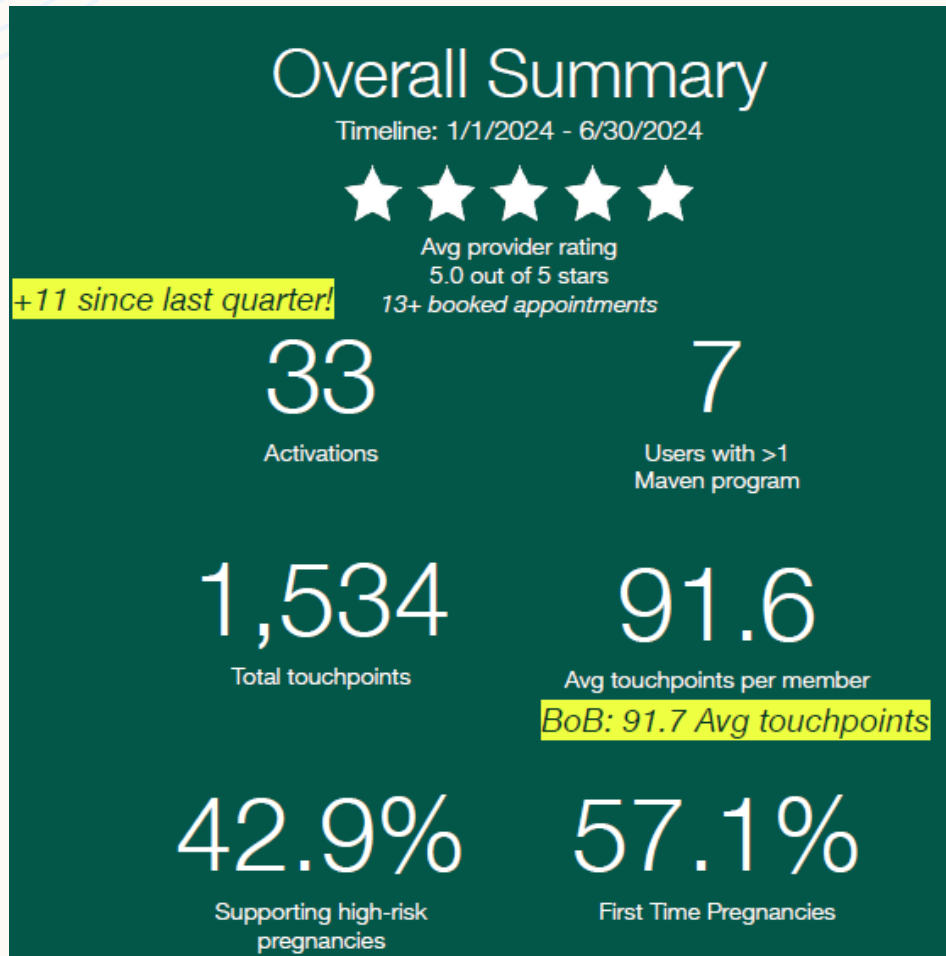 Overall Summary
Timeline: 1/1/2024 - 6/30/2024
Avg provider rating
5.0 out of 5 stars
13+ booked appointments
+11 since last quarter!
33
Activations
7
Users with >1
Maven program
1,534
Total touchpoints
91.6
Avg touchpoints per member
BoB: 91.7 Avg touchpoints
42.9%
Supporting high-risk
pregnancies
57.1%
First Time Pregnancies